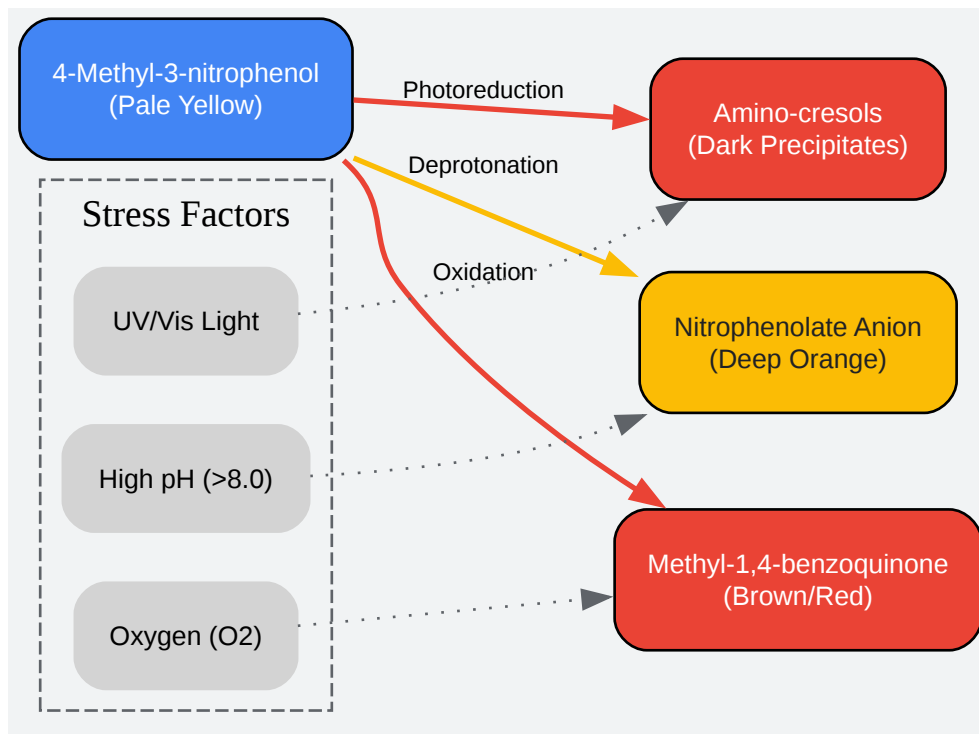 4-Methyl-3-nitrophenol
(Pale Yellow)
Photoreduction
Amino-cresols
(Dark Precipitates)
Deprotonation
Stress Factors
Oxidation
UV/Vis Light
Nitrophenolate Anion
(Deep Orange)
High pH (>8.0)
Methyl-1,4-benzoquinone
(Brown/Red)
Oxygen (O2)